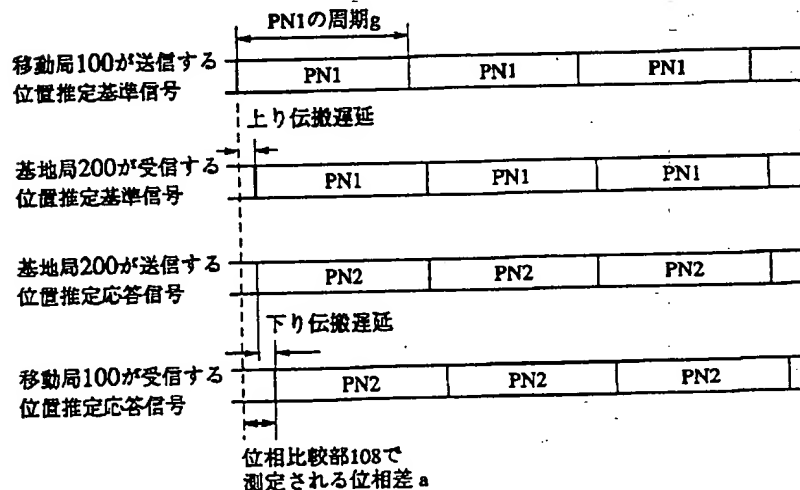 PN1の周期g
移動局100が送信する
位置推定基準信号
PN1 PN1 PN1
上り伝搬遅延
基地局200が受信する
位置推定基準信号
PN1 PN1 PN1
基地局200が送信する
位置推定応答信号
PN2 PN2 PN2
下り伝搬遅延
移動局100が受信する
位置推定応答信号
PN2 PN2 PN2
位相比較部108で
測定される位相差a